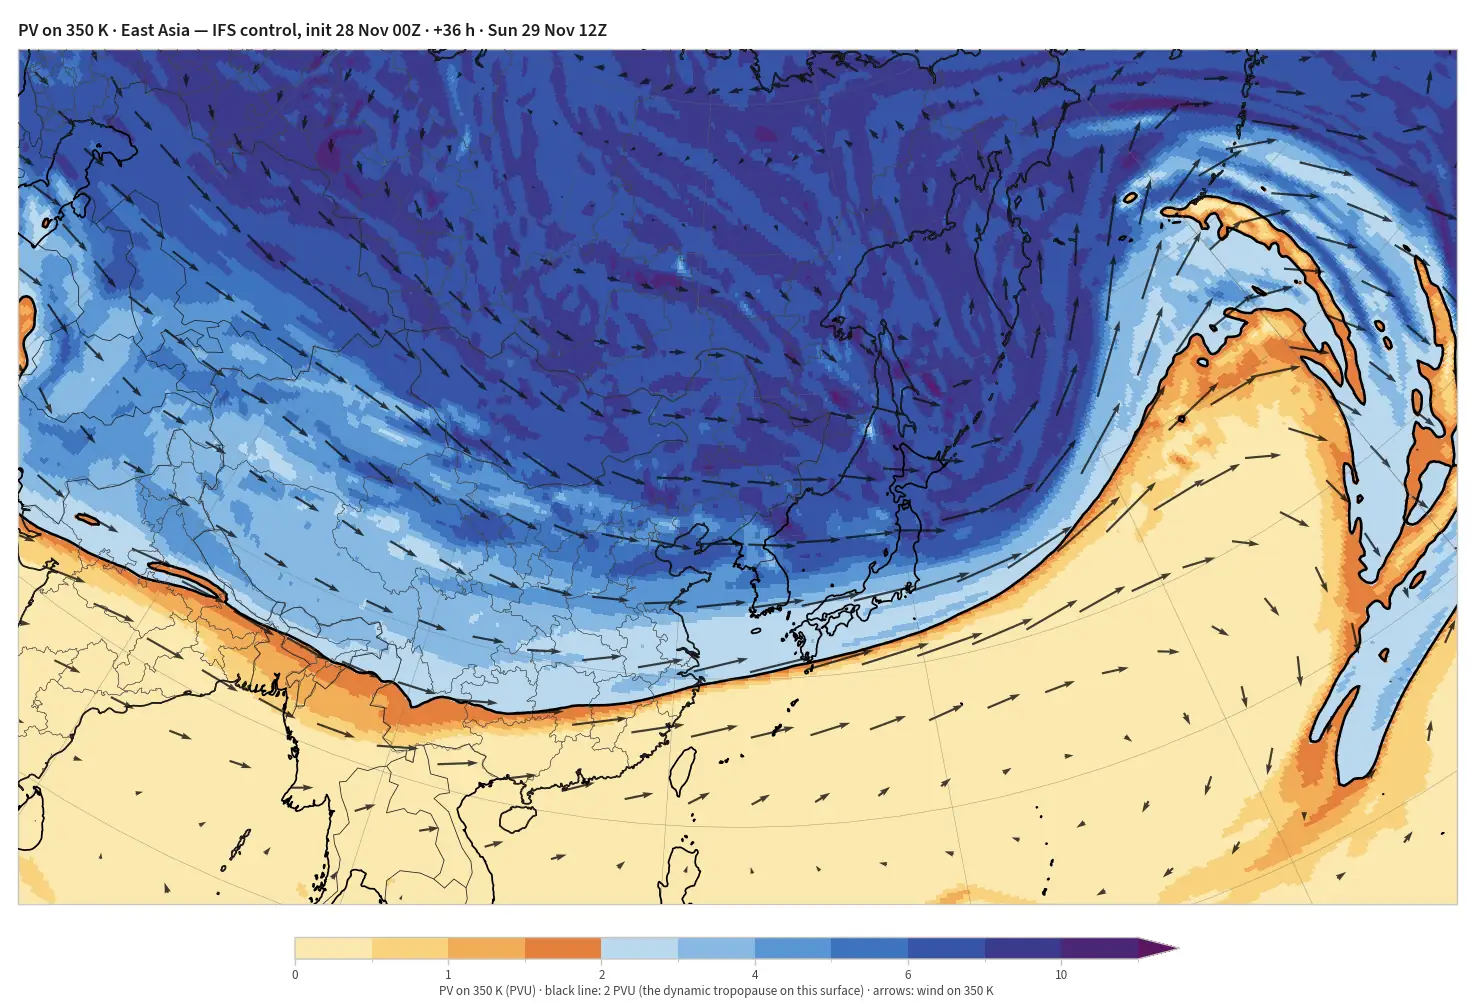 PV on 350 K · East Asia — IFS control, init 28 Nov 00Z · +36 h · Sun 29 Nov 12Z
0 1 2 4 6 10
PV on 350 K (PVU) · black line: 2 PVU (the dynamic tropopause on this surface) · arrows: wind on 350 K